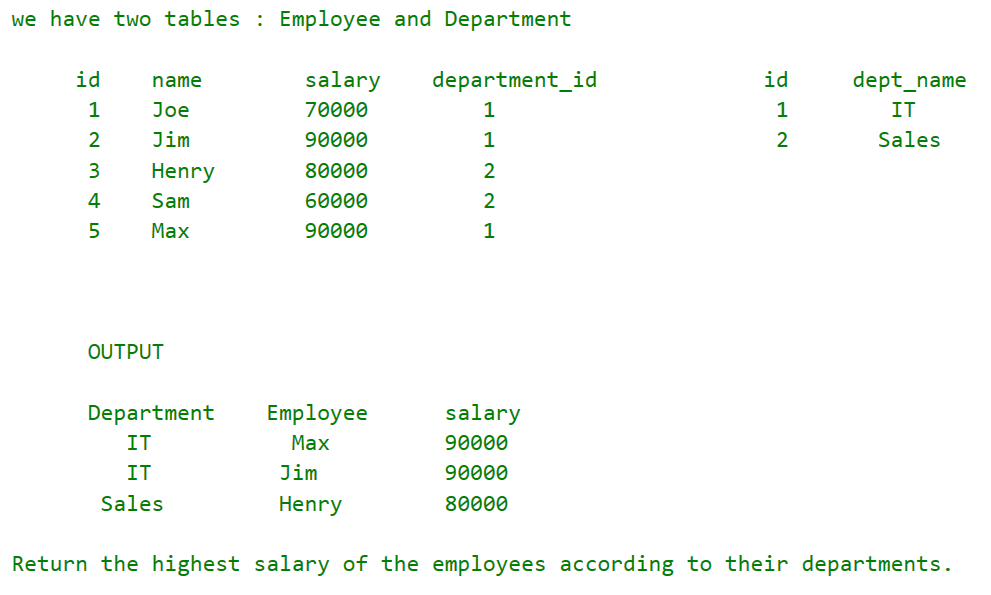 we have two tables : Employee and Department
id name salary department_id id dept_name
1 Joe 70000 1 1 IT
2 Jim 90000 1 2 Sales
3 Henry 80000 2
4 Sam 60000 2
5 Max 90000 1
OUTPUT
Department Employee salary
IT Max 90000
IT Jim 90000
Sales Henry 80000
Return the highest salary of the employees according to their departments.